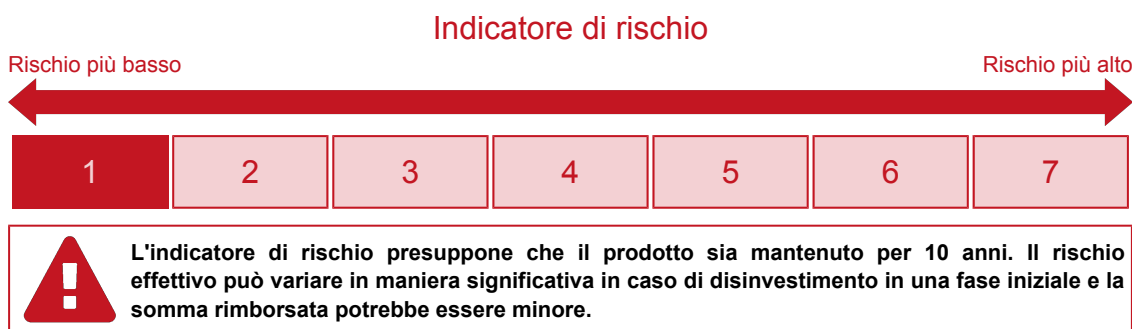 Indicatore di rischio
Rischio più basso
Rischio più alto
1 2 3 4 5 6 7
L'indicatore di rischio presuppone che il prodotto sia mantenuto per 10 anni. Il rischio
effettivo può variare in maniera significativa in caso di disinvestimento in una fase iniziale e la
somma rimborsata potrebbe essere minore.